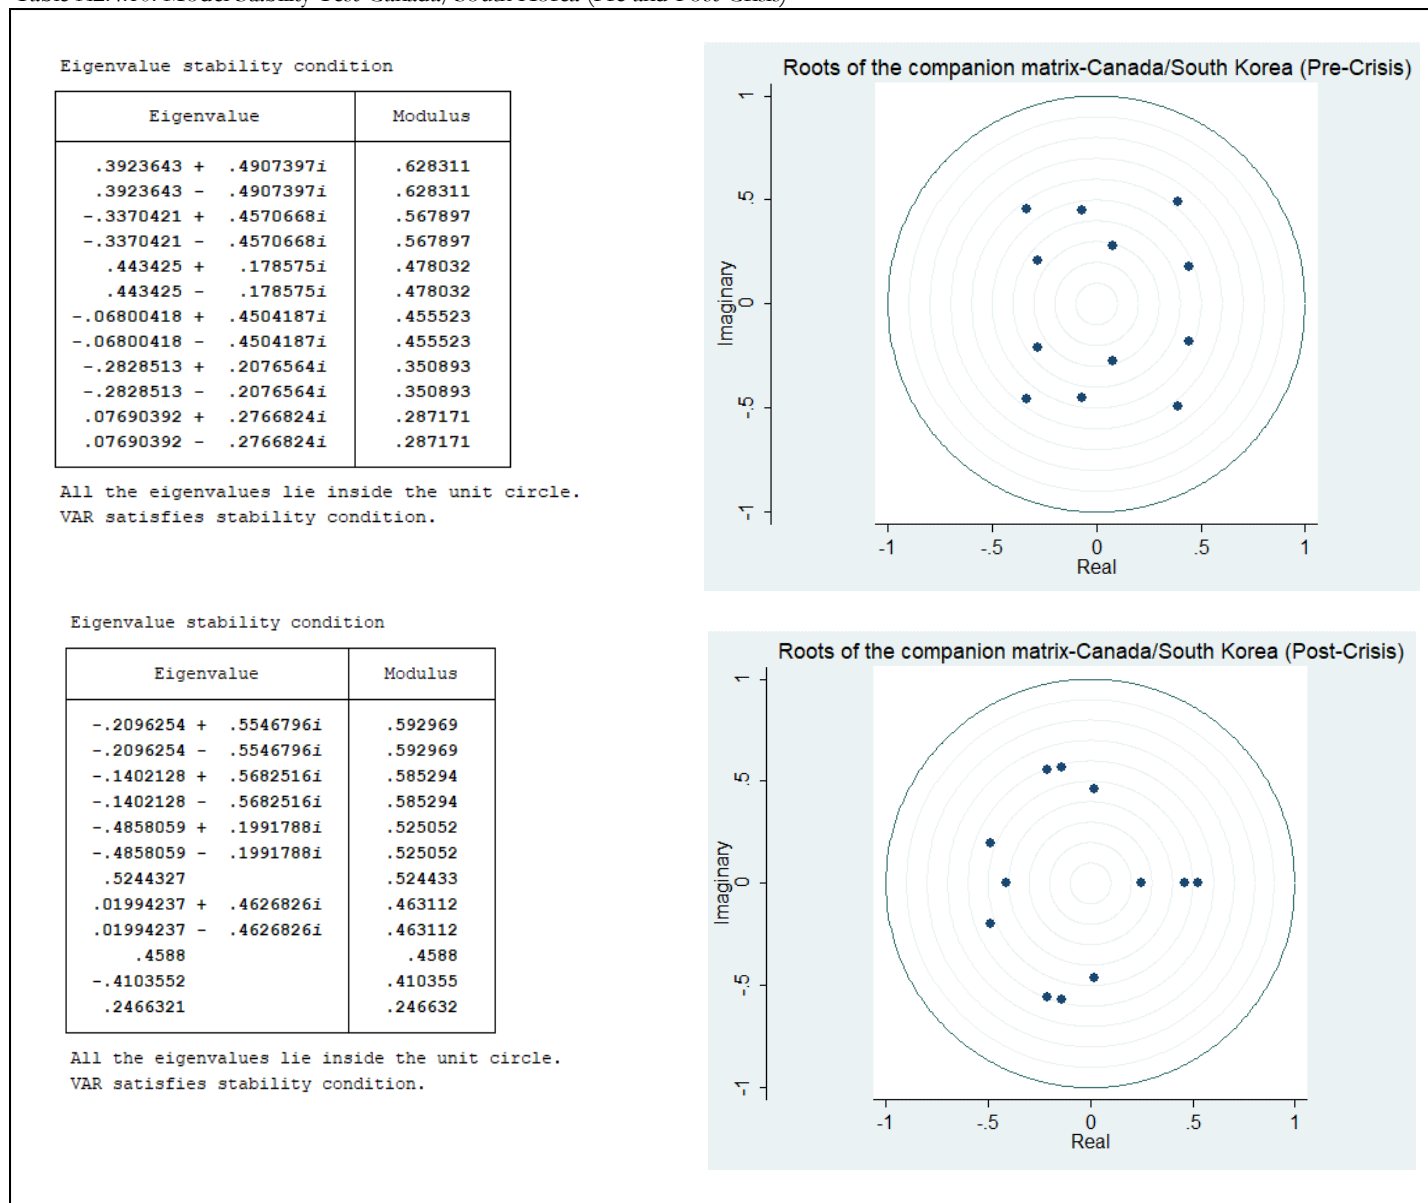 Eigenvalue stability condition
Eigenvalue Modulus
.3923643 + .4907397i .628311
.3923643 - .4907397i .628311
-.3370421 + .4570668i .567897
-.3370421 - .4570668i .567897
.443425 + .178575i .478032
.443425 - .178575i .478032
-.06800418 + .4504187i .455523
-.06800418 - .4504187i .455523
-.2828513 + .2076564i .350893
-.2828513 - .2076564i .350893
.07690392 + .2766824i .287171
.07690392 - .2766824i .287171
All the eigenvalues lie inside the unit circle.
VAR satisfies stability condition.
Roots of the companion matrix-Canada/South Korea (Pre-Crisis)
1
.5
0
-.5
-1
Imaginary
-1 -.5 0 .5 1
Real
Eigenvalue stability condition
Eigenvalue Modulus
-.2096254 + .5546796i .592969
-.2096254 - .5546796i .592969
-.1402128 + .5682516i .585294
-.1402128 - .5682516i .585294
-.4858059 + .1991788i .525052
-.4858059 - .1991788i .525052
.5244327 .524433
.01994237 + .4626826i .463112
.01994237 - .4626826i .463112
.4588 .4588
-.4103552 .410355
.2466321 .246632
All the eigenvalues lie inside the unit circle.
VAR satisfies stability condition.
Roots of the companion matrix-Canada/South Korea (Post-Crisis)
1
.5
0
-.5
-1
Imaginary
-1 -.5 0 .5 1
Real